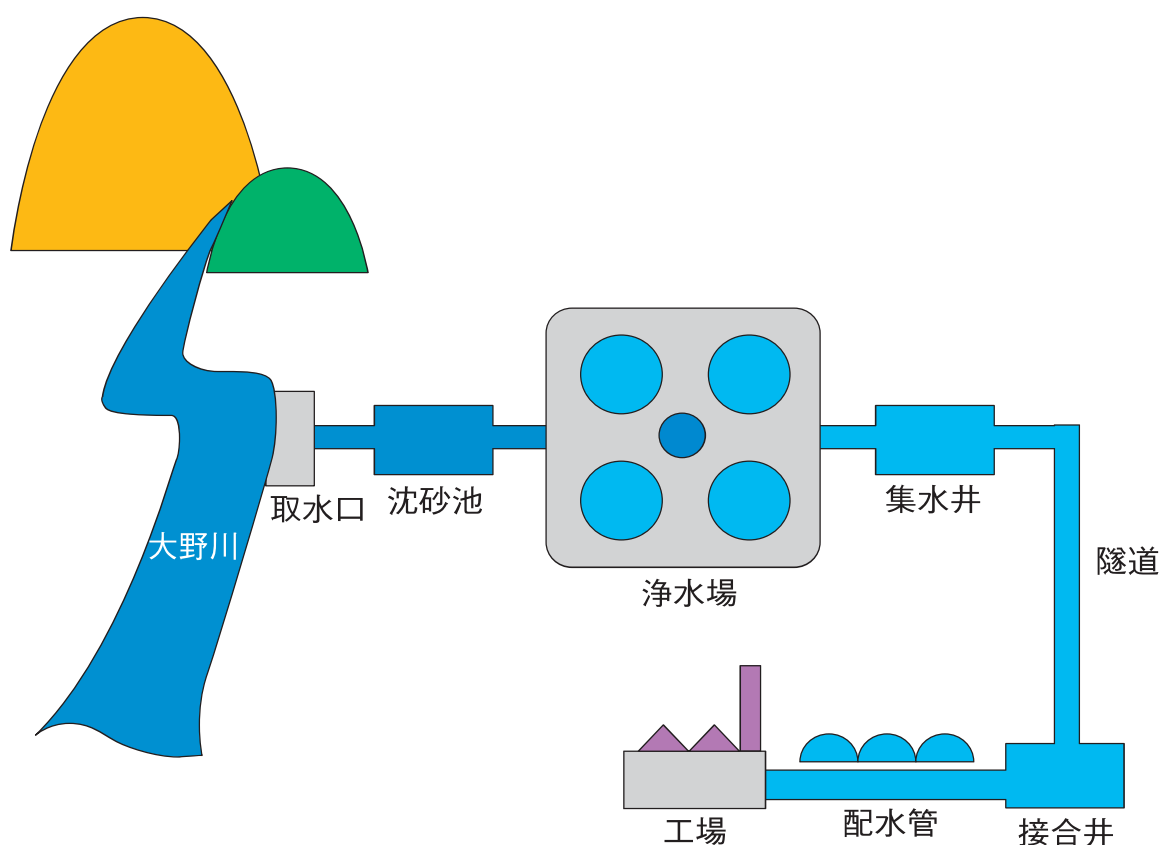 大野川
取水口
沈砂池
浄水場
集水井
隧道
接合井
配水管
工場